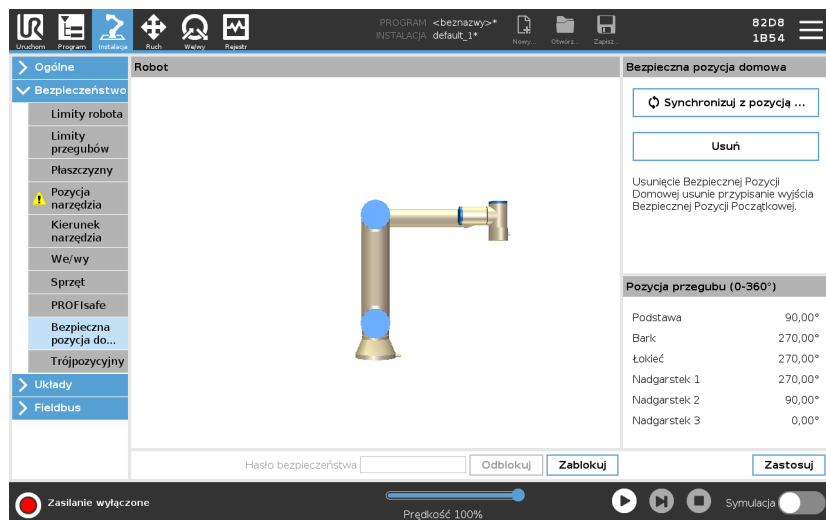 PROGRAM <beznazwy>*
INSTALACJA default_1*
82D8
1B54
Uruchom Program Instalacja Ruch We/wy Rejestr Nowy... Otwórz... Zapisz...
Ogólne
Robot
Bezpieczna pozycja domowa
Bezpieczeństwo
Limity robota
Limity
przegubów
Płaszczyzny
Pozycja
narzędzia
Kierunek
narzędzia
We/wy
Sprzęt
PROFIsafe
Bezpieczna
pozycja do...
Trójpozycyjny
Układy
Fieldbus
Synchronizuj z pozycją ...
Usuń
Usunięcie Bezpiecznej Pozycji
Domowej usunie przypisanie wyjścia
Bezpiecznej Pozycji Początkowej.
Pozycja przegubu (0-360°)
Podstawa 90,00°
Bark 270,00°
Łokieć 270,00°
Nadgarstek 1 270,00°
Nadgarstek 2 90,00°
Nadgarstek 3 0,00°
Hasło bezpieczeństwa Odblokuj Zablokuj Zastosuj
Zasilanie wyłączone
Prędkość 100%
Symulacja